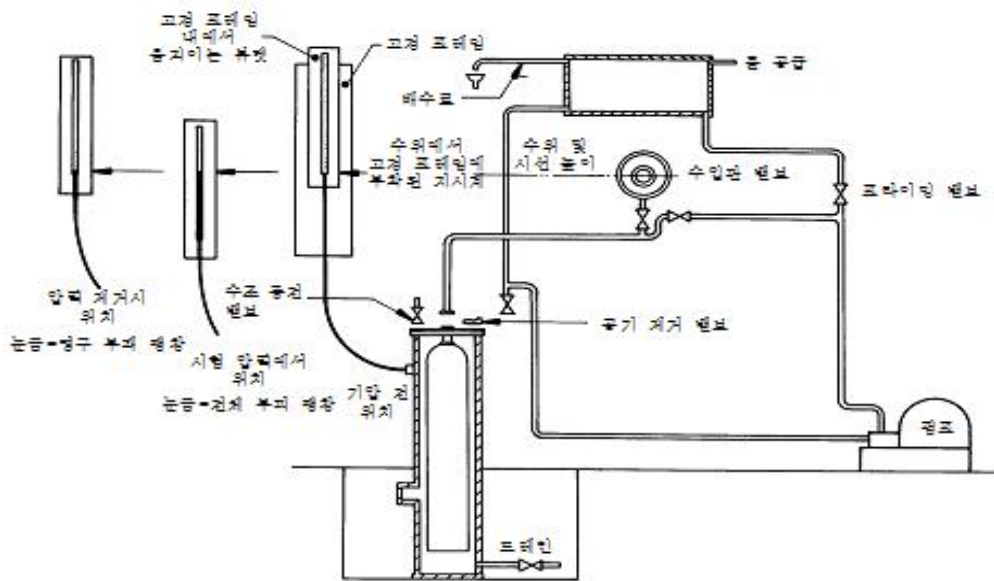 고정 프레임
내에서
움직이는 뷰렛
고정 프레임
물 공급
배수로
수위에서
고정 프레임에
부착된 지시계
수위 및
시선 높이
수입관 밸브
프라이밍 밸브
압력 제거시
위치
눈금=영구 부피 팽창
수조 충전
밸브
공기 제거 밸브
시험 압력에서
위치
눈금=전체 부피 팽창
위치
펌프
드레인